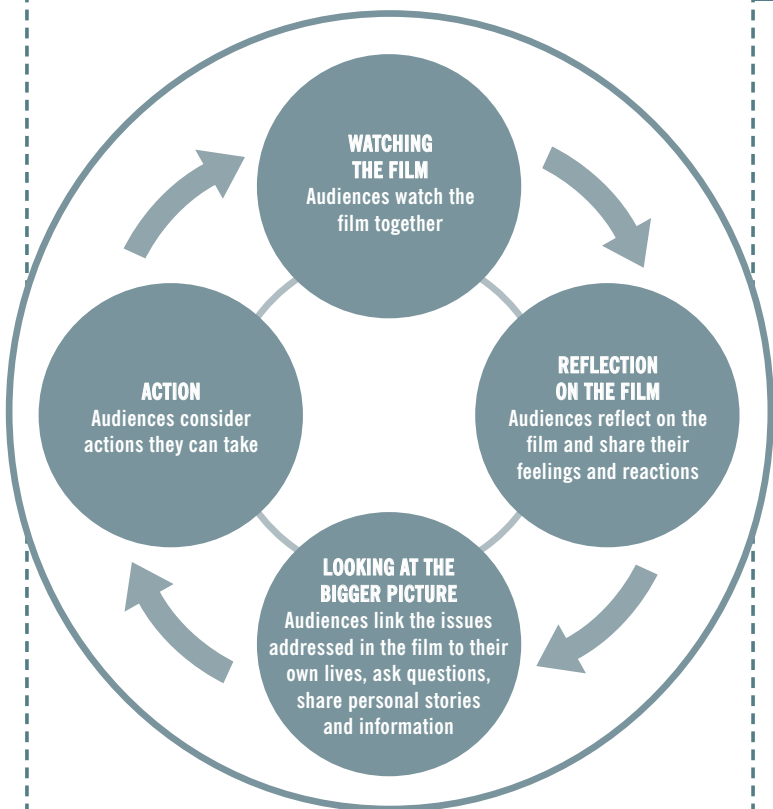 WATCHING
THE FILM
Audiences watch the
film together
REFLECTION
ON THE FILM
Audiences reflect on the
film and share their
feelings and reactions
LOOKING AT THE
BIGGER PICTURE
Audiences link the issues
addressed in the film to their
own lives, ask questions,
share personal stories
and information
ACTION
Audiences consider
actions they can take